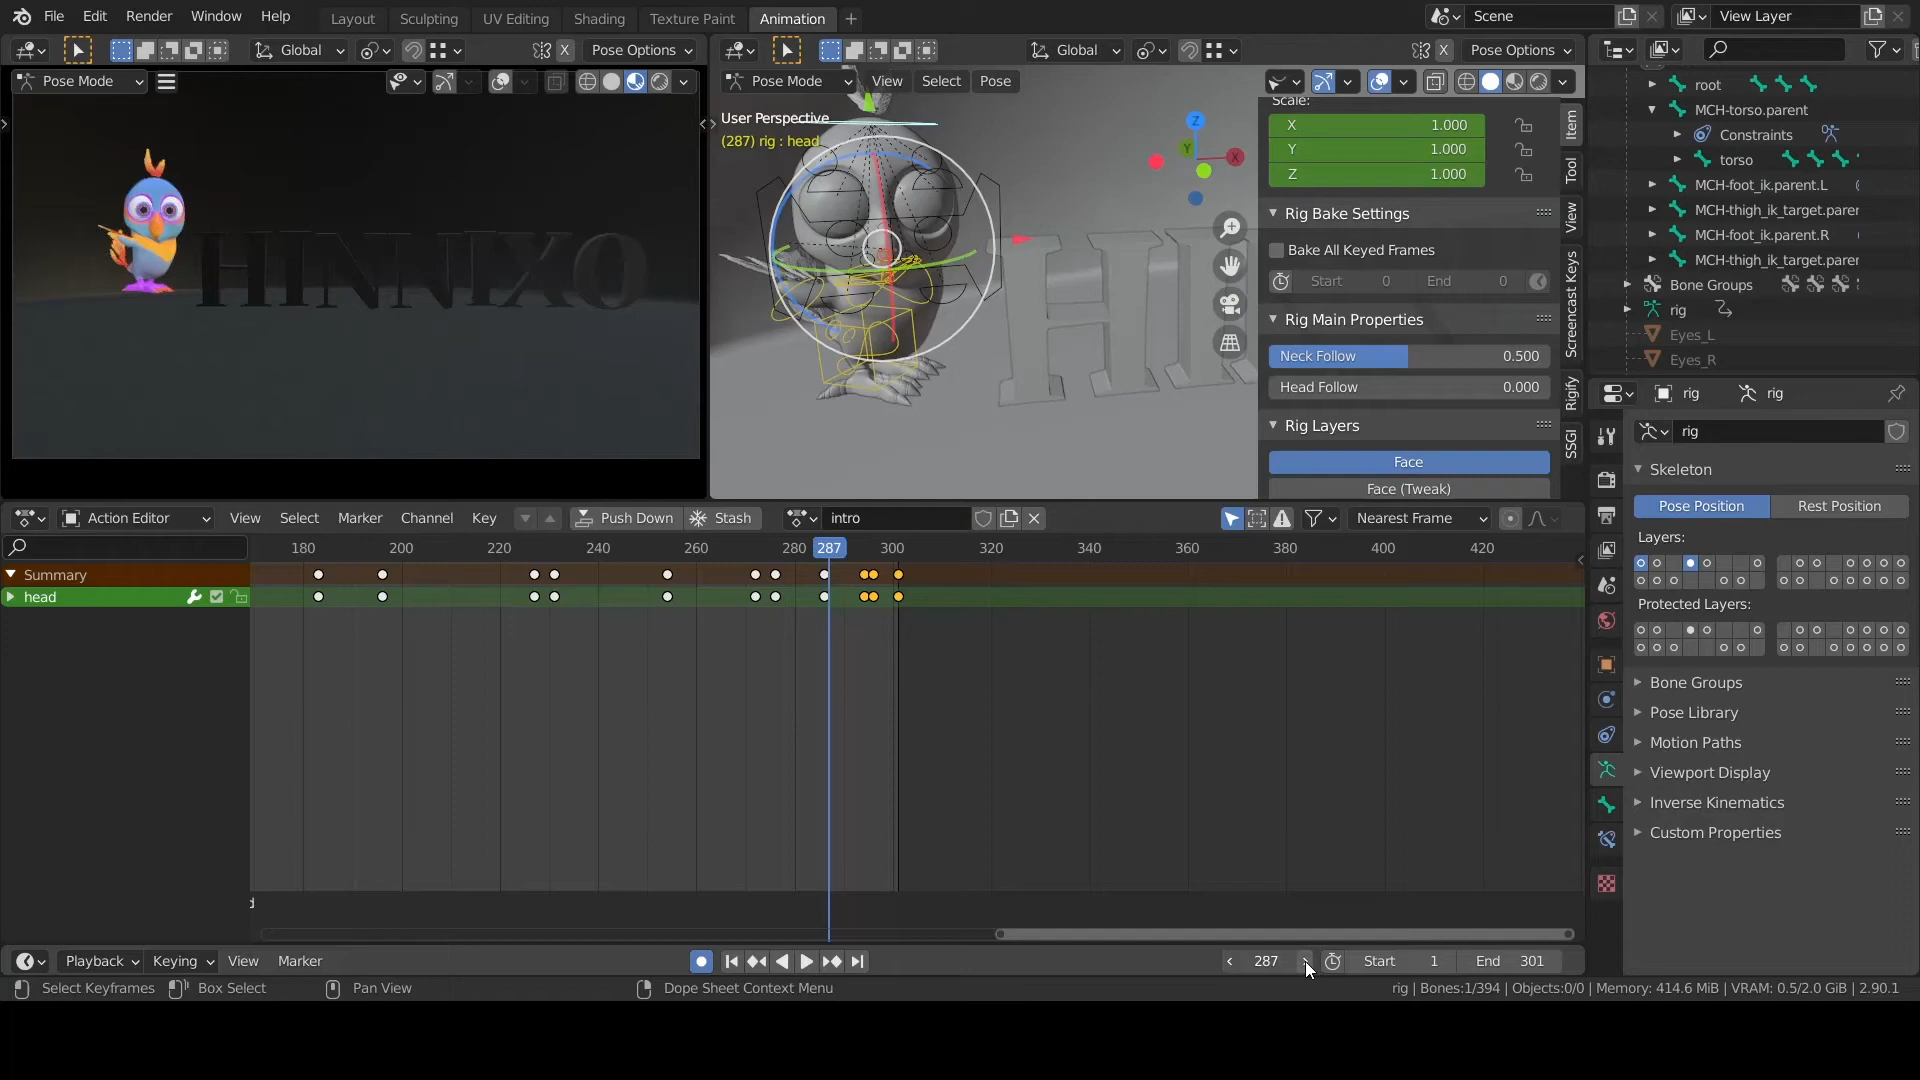 File Edit Render Window Help Layout Sculpting UV Editing Shading Texture Paint Animation + Scene View Layer
Global X Pose Options Global X Pose Options
Pose Mode Pose Mode View Select Pose
User Perspective
(287) rig : head
Z
Y X
HINNIXO
HI
Scale:
X 1.000
Y 1.000
Z 1.000
Rig Bake Settings
Bake All Keyed Frames
Start 0 End 0
Rig Main Properties
Neck Follow 0.500
Head Follow 0.000
Rig Layers
Face
Face (Tweak)
Item
Tool
View
Screencast Keys
Rigify
SSGI
root
MCH-torso.parent
Constraints
torso
MCH-foot_ik.parent.L
MCH-thigh_ik_target.parer
MCH-foot_ik.parent.R
MCH-thigh_ik_target.parer
Bone Groups
rig
Eyes_L
Eyes_R
rig rig
rig
Skeleton
Pose Position Rest Position
Layers:
Protected Layers:
Bone Groups
Pose Library
Motion Paths
Viewport Display
Inverse Kinematics
Custom Properties
Action Editor View Select Marker Channel Key Push Down Stash intro Nearest Frame
180 200 220 240 260 280 287 300 320 340 360 380 400 420
Summary
head
Playback Keying View Marker 287 Start 1 End 301
Select Keyframes Box Select Pan View Dope Sheet Context Menu rig | Bones:1/394 | Objects:0/0 | Memory: 414.6 MiB | VRAM: 0.5/2.0 GiB | 2.90.1